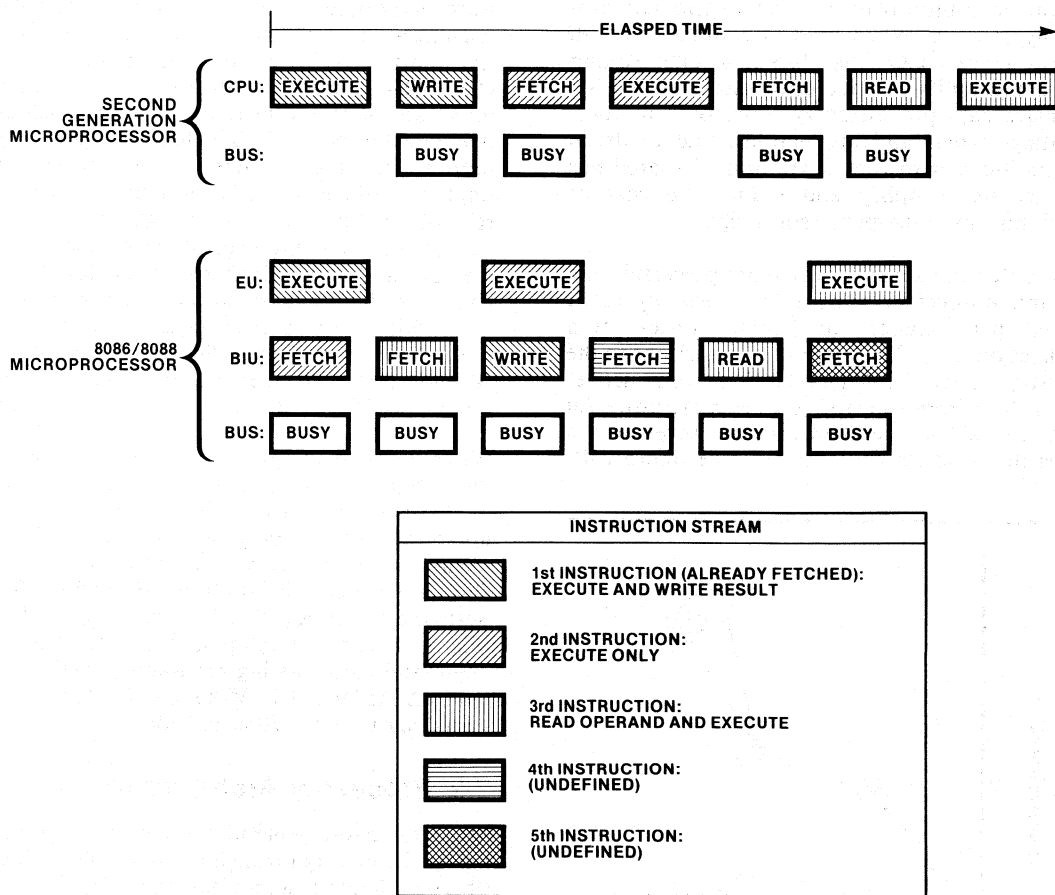 ELASPED TIME
SECOND
GENERATION
MICROPROCESSOR
CPU: EXECUTE WRITE FETCH EXECUTE FETCH READ EXECUTE
BUS: BUSY BUSY BUSY BUSY
8086/8088
MICROPROCESSOR
EU: EXECUTE EXECUTE EXECUTE
BIU: FETCH FETCH WRITE FETCH READ FETCH
BUS: BUSY BUSY BUSY BUSY BUSY BUSY
INSTRUCTION STREAM
1st INSTRUCTION (ALREADY FETCHED):
EXECUTE AND WRITE RESULT
2nd INSTRUCTION:
EXECUTE ONLY
3rd INSTRUCTION:
READ OPERAND AND EXECUTE
4th INSTRUCTION:
(UNDEFINED)
5th INSTRUCTION:
(UNDEFINED)